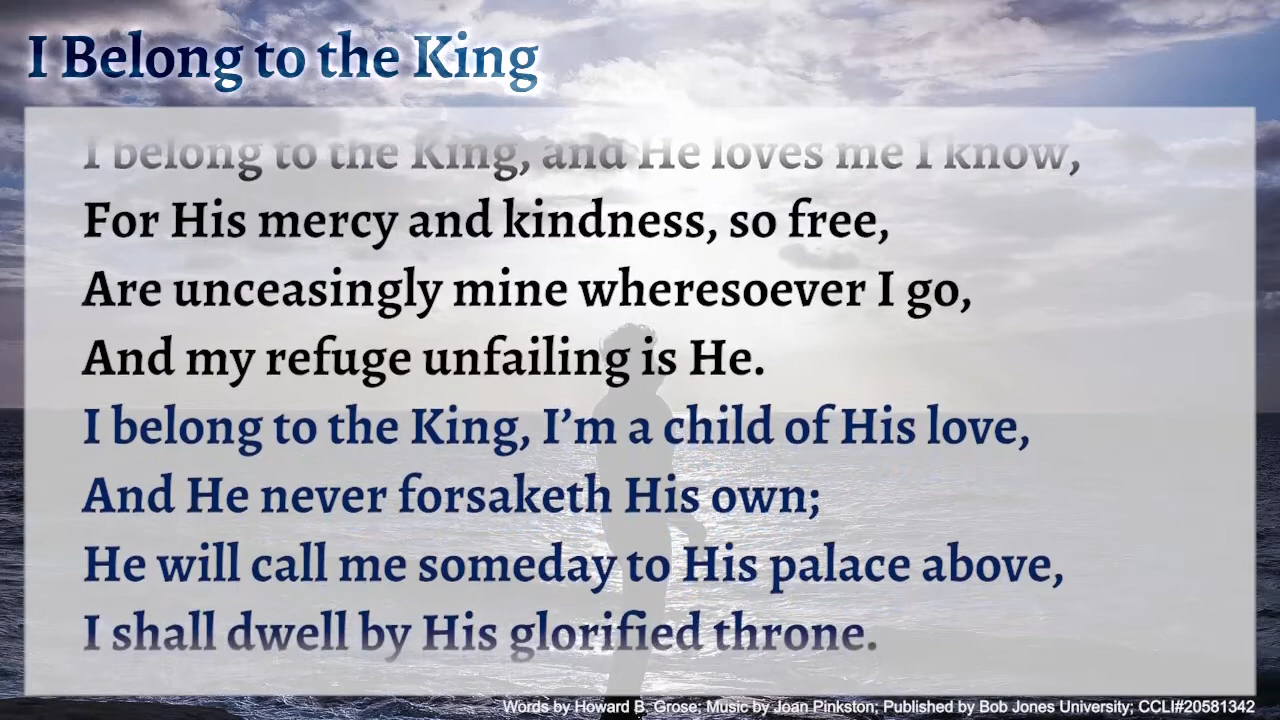 I Belong to the King
I belong to the King, and He loves me I know,
For His mercy and kindness, so free,
Are unceasingly mine wheresoever I go,
And my refuge unfailing is He.
I belong to the King, I’m a child of His love,
And He never forsaketh His own;
He will call me someday to His palace above,
I shall dwell by His glorified throne.
Words by Howard B. Grose; Music by Joan Pinkston; Published by Bob Jones University; CCLI#20581342